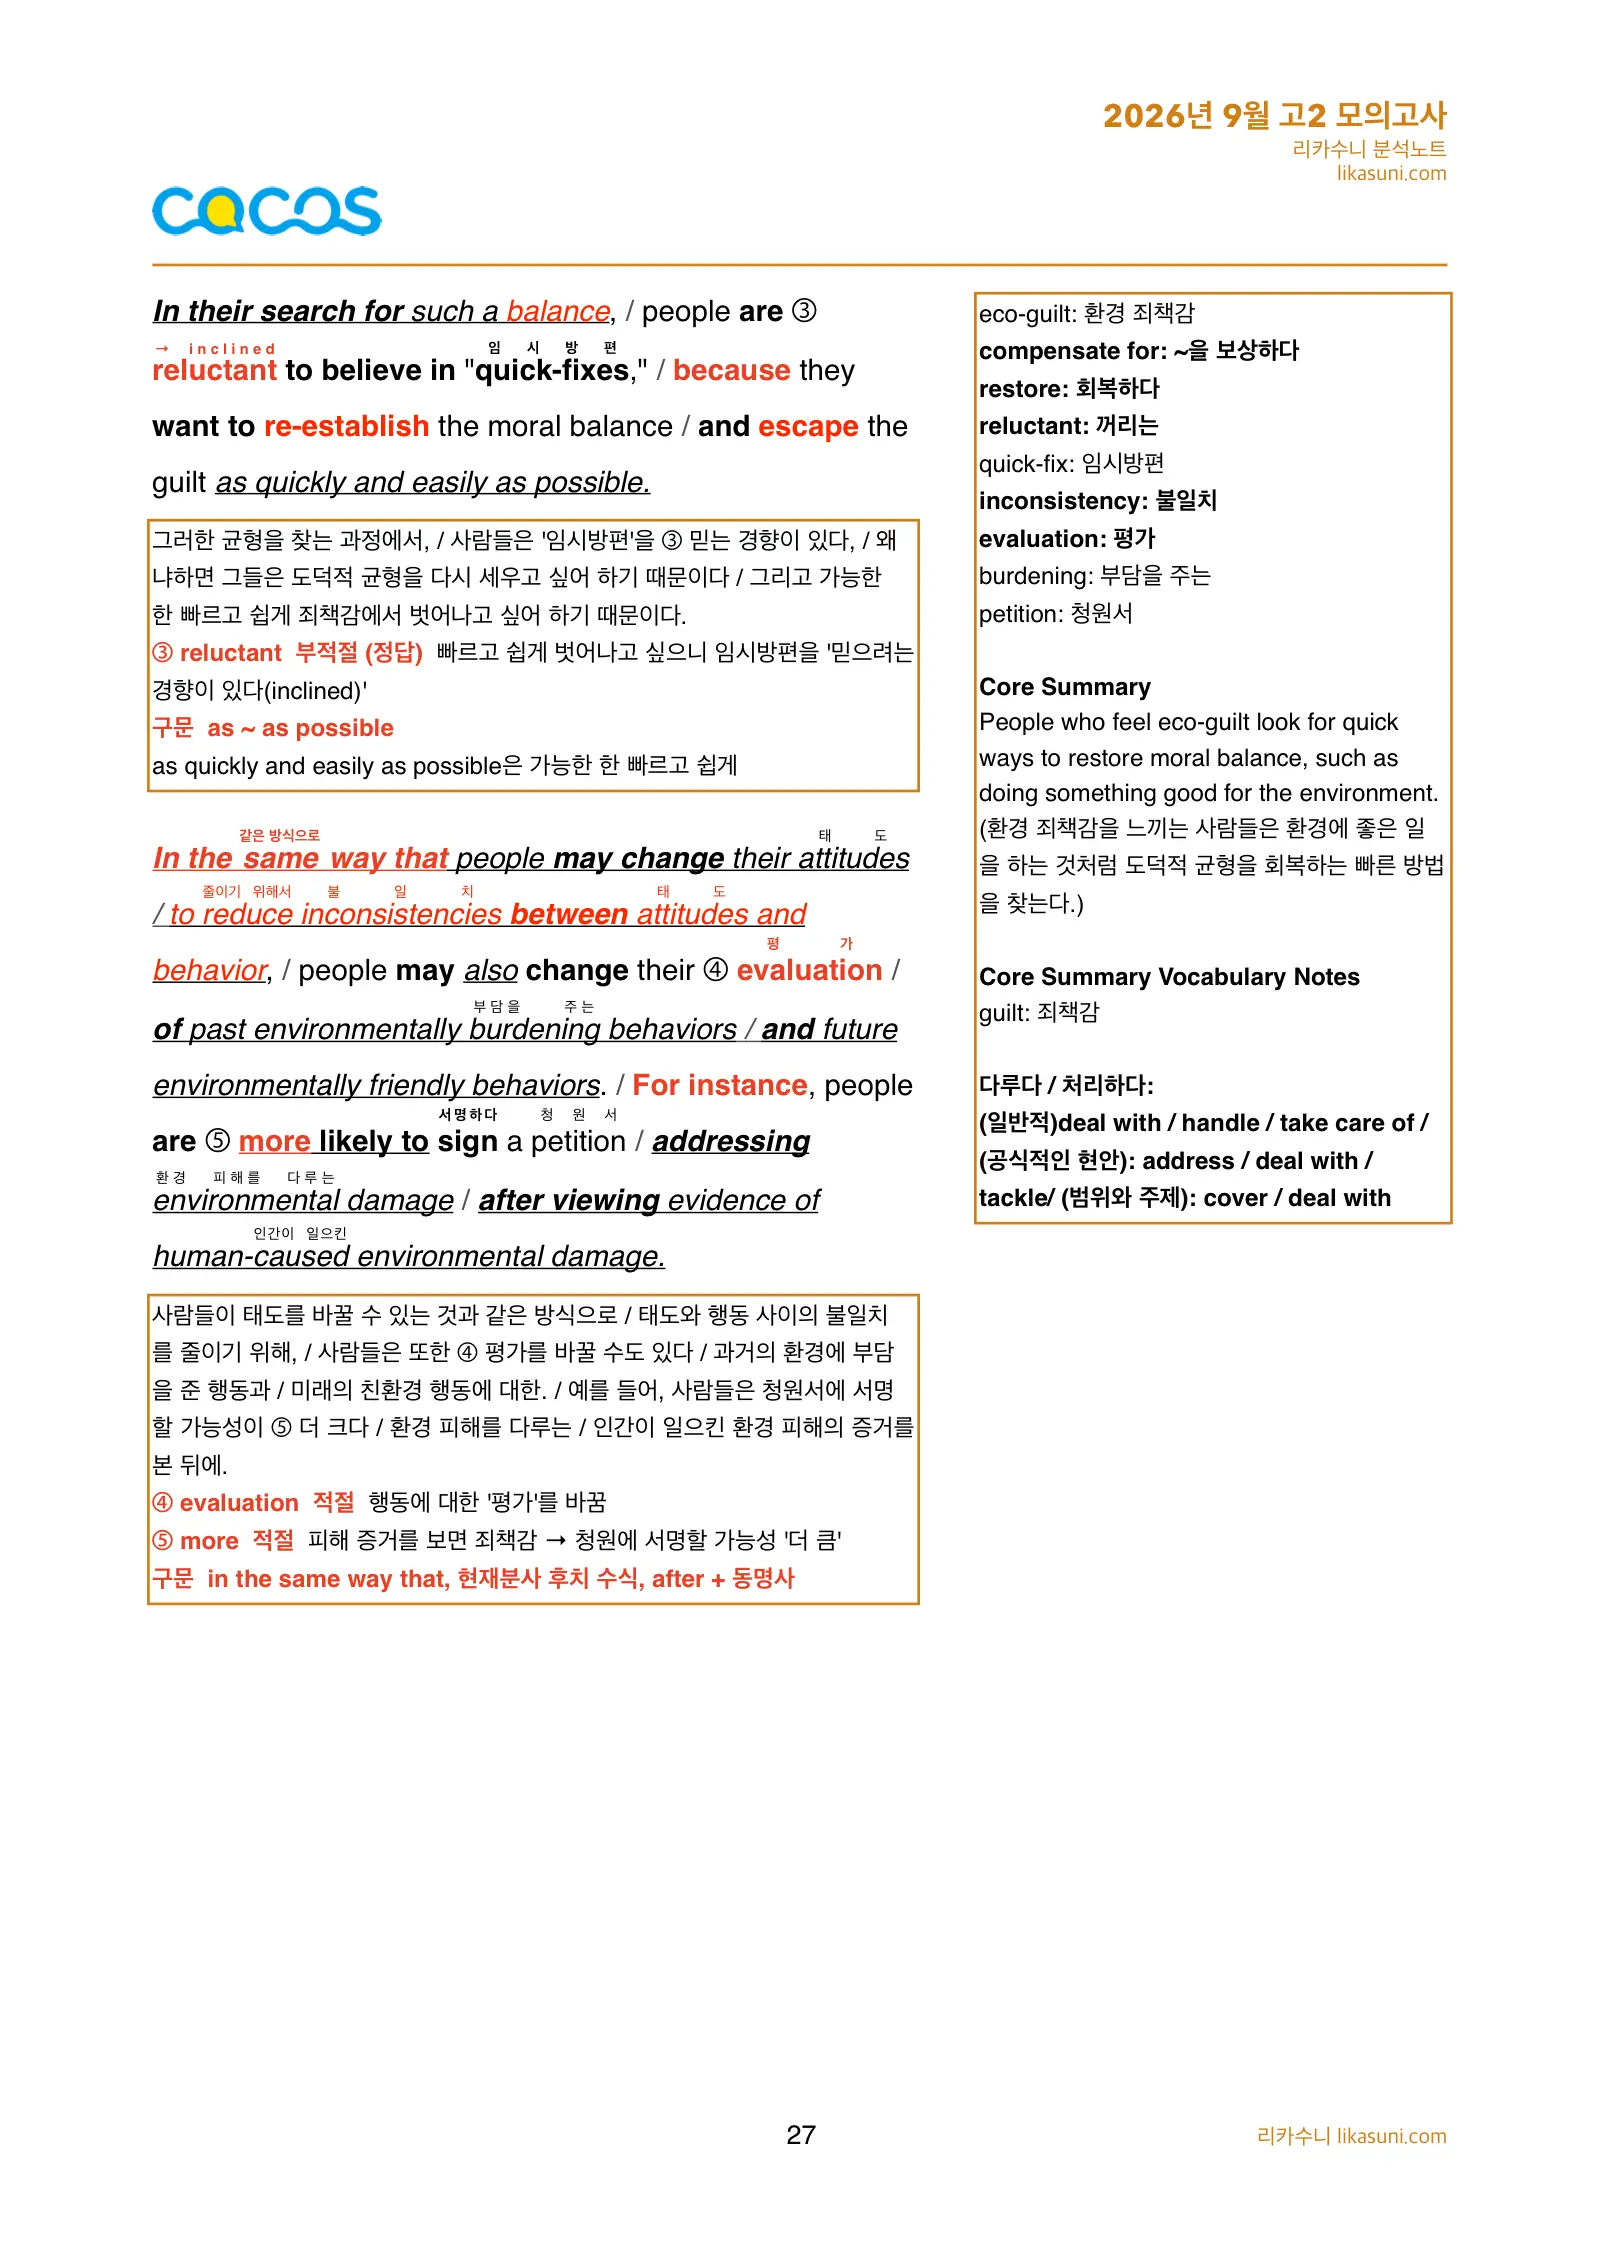 2026년 9월 고2 모의고사
리카수니 분석노트
likasuni.com
cacos
In their search for such a balance, / people are ③
→ inclined 임시방편
reluctant to believe in "quick-fixes," / because they
want to re-establish the moral balance / and escape the
guilt as quickly and easily as possible.
그러한 균형을 찾는 과정에서, / 사람들은 '임시방편'을 ③ 믿는 경향이 있다, / 왜
냐하면 그들은 도덕적 균형을 다시 세우고 싶어 하기 때문이다 / 그리고 가능한
한 빠르고 쉽게 죄책감에서 벗어나고 싶어 하기 때문이다.
③ reluctant 부적절 (정답) 빠르고 쉽게 벗어나고 싶으니 임시방편을 '믿으려는
경향이 있다(inclined)'
구문 as ~ as possible
as quickly and easily as possible은 가능한 한 빠르고 쉽게
같은 방식으로 태도
In the same way that people may change their attitudes
줄이기 위해서 불일치 태도
/ to reduce inconsistencies between attitudes and
평가
behavior, / people may also change their ④ evaluation /
부담을 주는
of past environmentally burdening behaviors / and future
environmentally friendly behaviors. / For instance, people
서명하다 청원서
are ⑤ more likely to sign a petition / addressing
환경 피해를 다루는
environmental damage / after viewing evidence of
인간이 일으킨
human-caused environmental damage.
사람들이 태도를 바꿀 수 있는 것과 같은 방식으로 / 태도와 행동 사이의 불일치
를 줄이기 위해, / 사람들은 또한 ④ 평가를 바꿀 수도 있다 / 과거의 환경에 부담
을 준 행동과 / 미래의 친환경 행동에 대한. / 예를 들어, 사람들은 청원서에 서명
할 가능성이 ⑤ 더 크다 / 환경 피해를 다루는 / 인간이 일으킨 환경 피해의 증거를
본 뒤에.
④ evaluation 적절 행동에 대한 '평가'를 바꿈
⑤ more 적절 피해 증거를 보면 죄책감 → 청원에 서명할 가능성 '더 큼'
구문 in the same way that, 현재분사 후치 수식, after + 동명사
eco-guilt: 환경 죄책감
compensate for: ~을 보상하다
restore: 회복하다
reluctant: 꺼리는
quick-fix: 임시방편
inconsistency: 불일치
evaluation: 평가
burdening: 부담을 주는
petition: 청원서
Core Summary
People who feel eco-guilt look for quick
ways to restore moral balance, such as
doing something good for the environment.
(환경 죄책감을 느끼는 사람들은 환경에 좋은 일
을 하는 것처럼 도덕적 균형을 회복하는 빠른 방법
을 찾는다.)
Core Summary Vocabulary Notes
guilt: 죄책감
다루다 / 처리하다:
(일반적)deal with / handle / take care of /
(공식적인 현안): address / deal with /
tackle/ (범위와 주제): cover / deal with
27
리카수니 likasuni.com